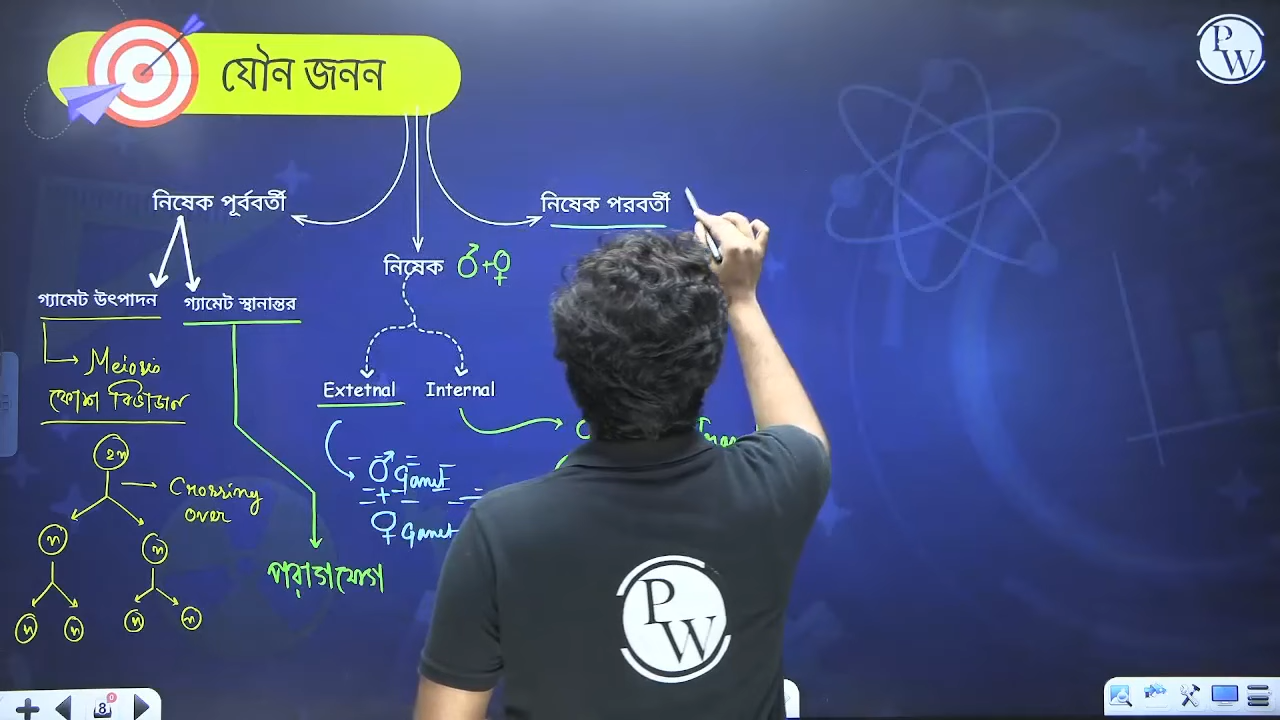 যৌন জনন
PW
নিষেক পূর্ববর্তী
নিষেক পরবর্তী
নিষেক ♂+♀
গ্যামেট উৎপাদন
গ্যামেট স্থানান্তর
Meiosis
কোশ বিভাজন
Extetnal
Internal
2n
Crossing
over
♂ Gamet
+
♀ Gamet
n
n
পরাগযোগ
n
n
n
n
PW
8